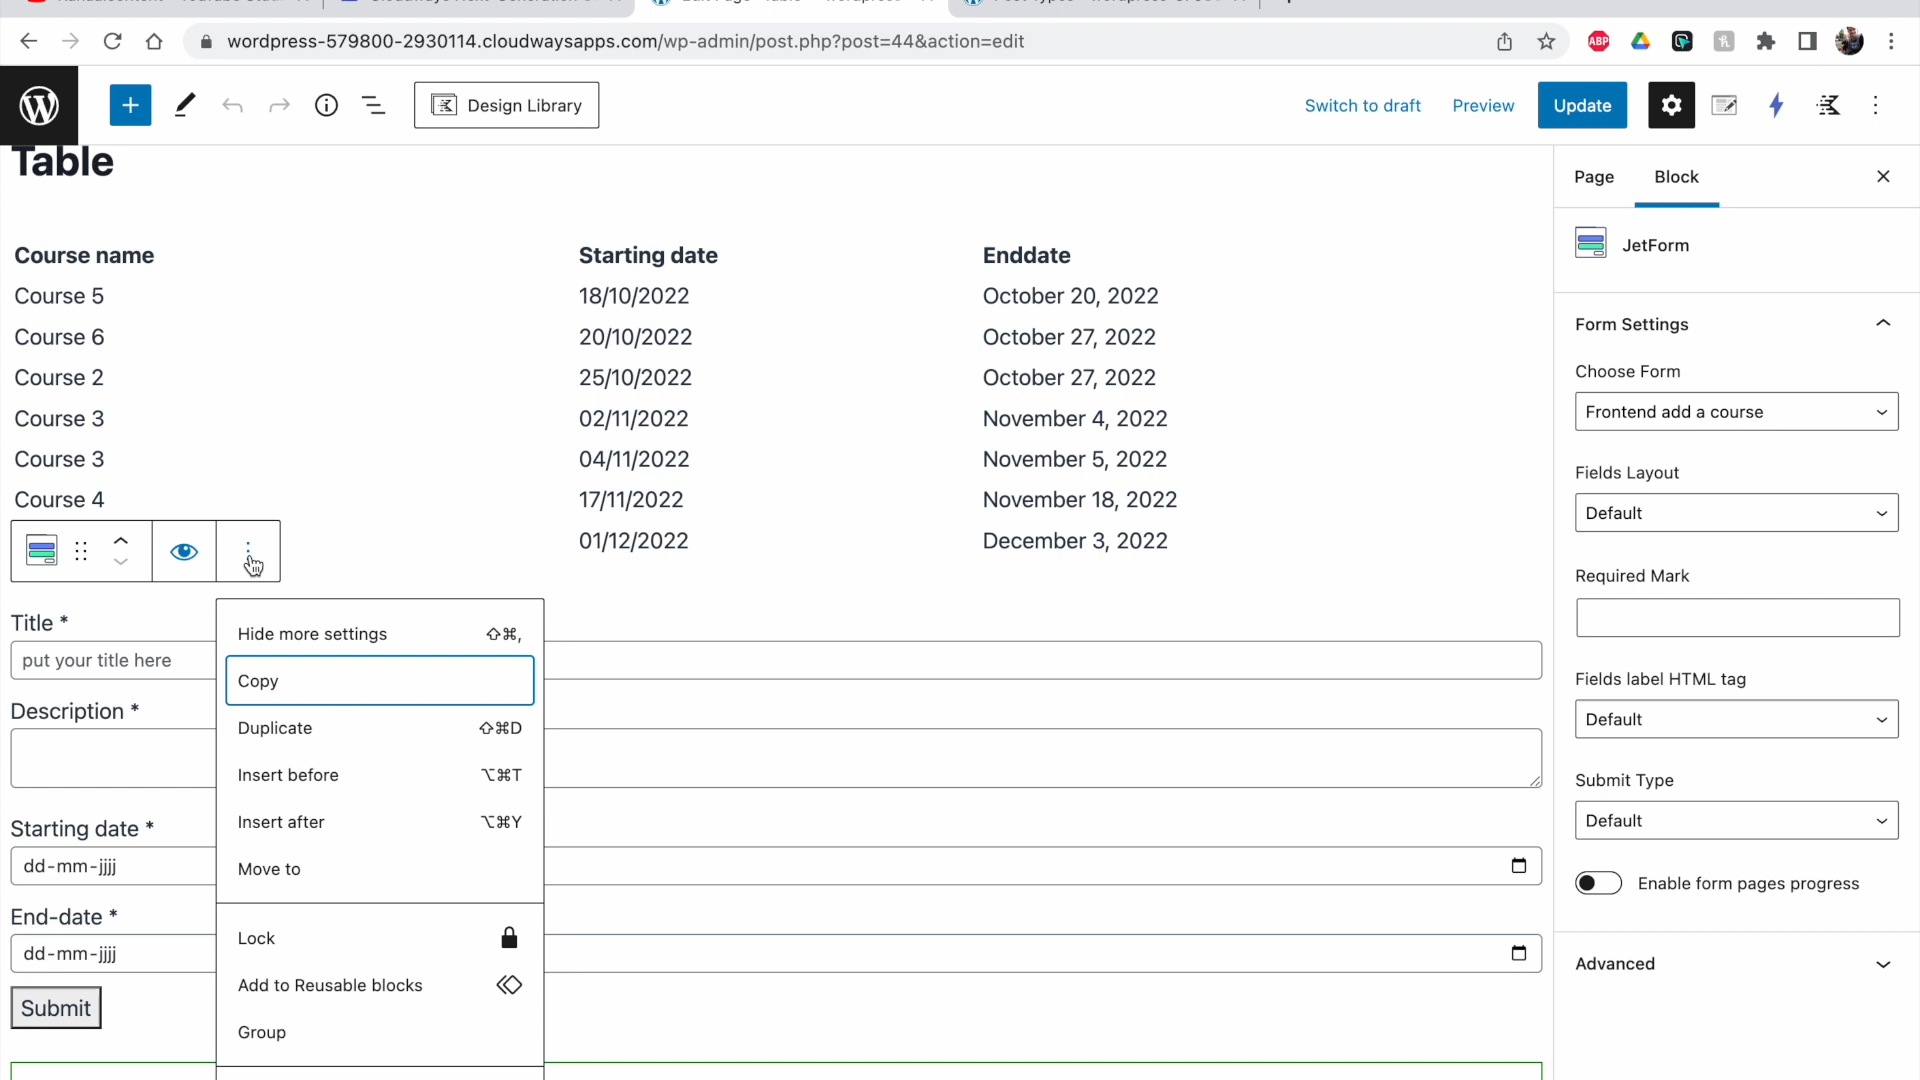 wordpress-579800-2930114.cloudwaysapps.com/wp-admin/post.php?post=44&action=edit
ABP
Design Library
Switch to draft
Preview
Update
Table
Page
Block
JetForm
Course name Starting date Enddate
Course 5 18/10/2022 October 20, 2022
Course 6 20/10/2022 October 27, 2022
Course 2 25/10/2022 October 27, 2022
Course 3 02/11/2022 November 4, 2022
Course 3 04/11/2022 November 5, 2022
Course 4 17/11/2022 November 18, 2022
01/12/2022 December 3, 2022
Title *
put your title here
Description *
Starting date *
dd-mm-jjjj
End-date *
dd-mm-jjjj
Submit
Hide more settings ⇧⌘,
Copy
Duplicate ⇧⌘D
Insert before ⌥⌘T
Insert after ⌥⌘Y
Move to
Lock
Add to Reusable blocks
Group
Form Settings
Choose Form
Frontend add a course
Fields Layout
Default
Required Mark
Fields label HTML tag
Default
Submit Type
Default
Enable form pages progress
Advanced